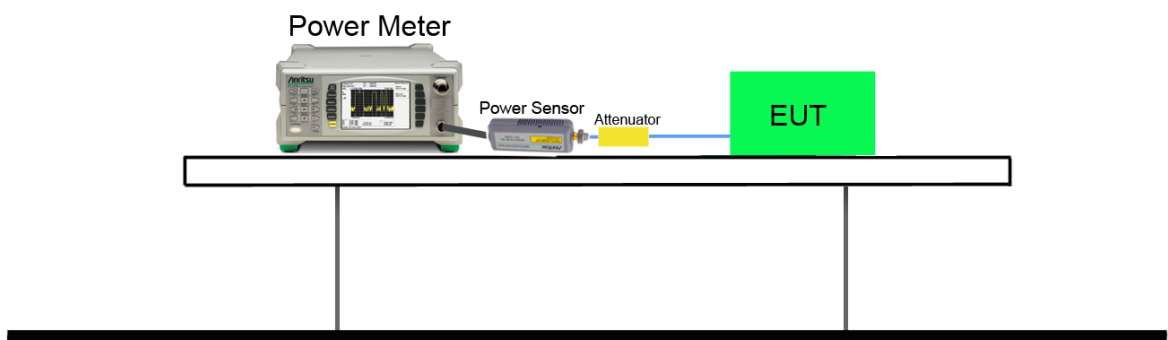 Power Meter
Anritsu
Power Sensor
Attenuator
EUT